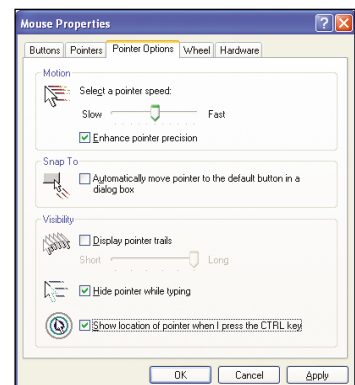 Mouse Properties
Buttons Pointers Pointer Options Wheel Hardware
Motion
Select a pointer speed:
Slow Fast
Enhance pointer precision
Snap To
Automatically move pointer to the default button in a
dialog box
Visibility
Display pointer trails
Short Long
Hide pointer while typing
Show location of pointer when I press the CTRL key
OK Cancel Apply